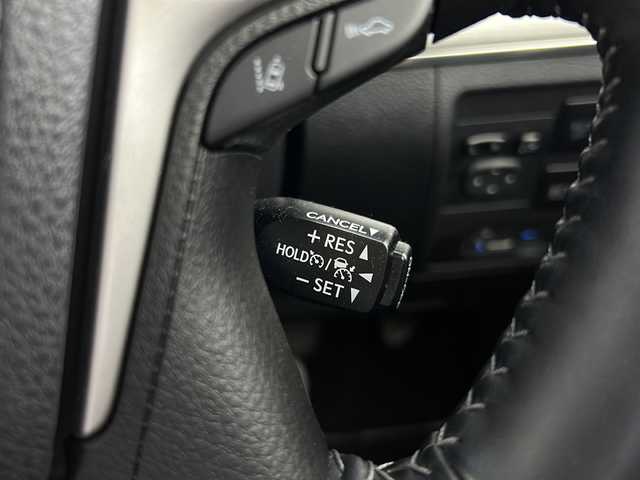 CANCEL▼
+ RES ▲
HOLD / ◀
− SET ▼